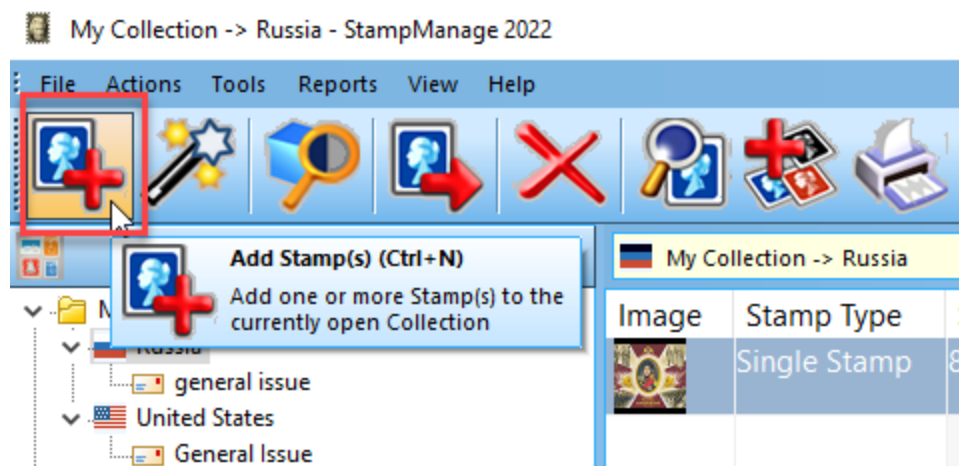 My Collection -> Russia - StampManage 2022
File Actions Tools Reports View Help
Add Stamp(s) (Ctrl+N)
Add one or more Stamp(s) to the
currently open Collection
My Collection -> Russia
Image Stamp Type
Russia
Single Stamp 8
general issue
United States
General Issue